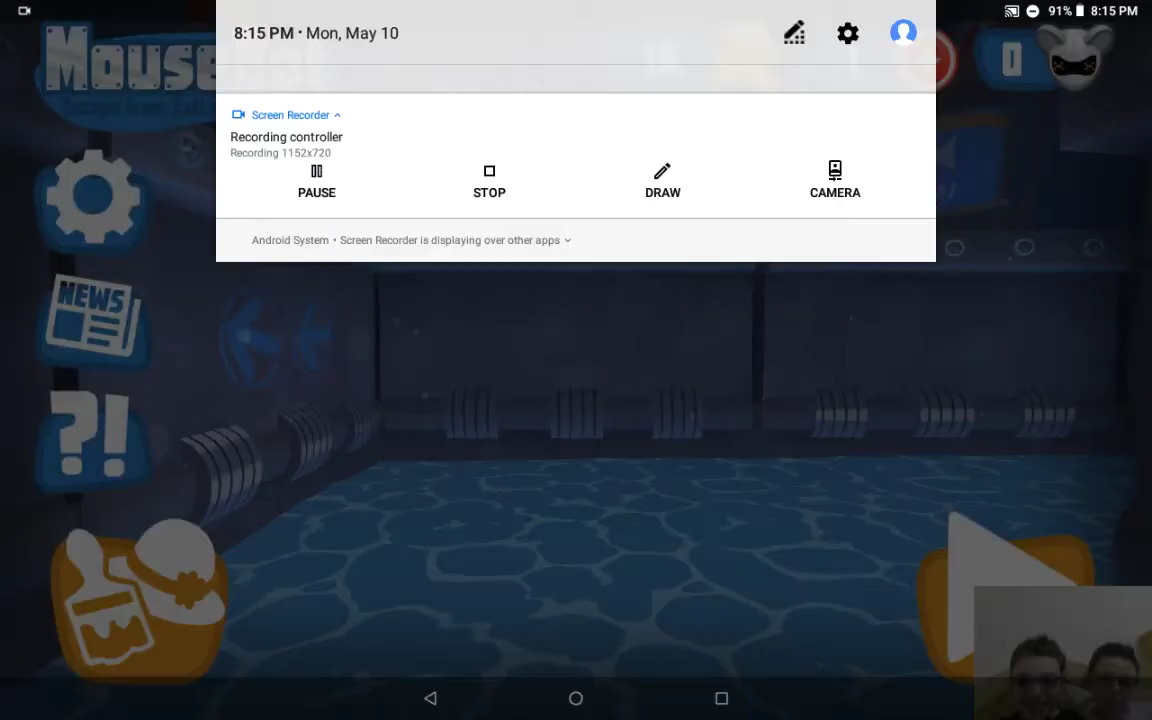 91% 8:15 PM
8:15 PM • Mon, May 10
Screen Recorder
Recording controller
Recording 1152x720
PAUSE STOP DRAW CAMERA
Android System • Screen Recorder is displaying over other apps
0
NEWS
?!